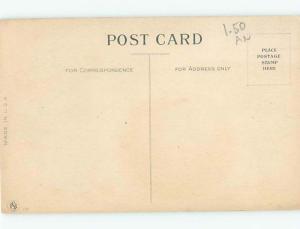 POST CARD
1.50
AN
PLACE
POSTAGE
STAMP
HERE
FOR CORRESPONDENCE
FOR ADDRESS ONLY
MADE IN U.S.A